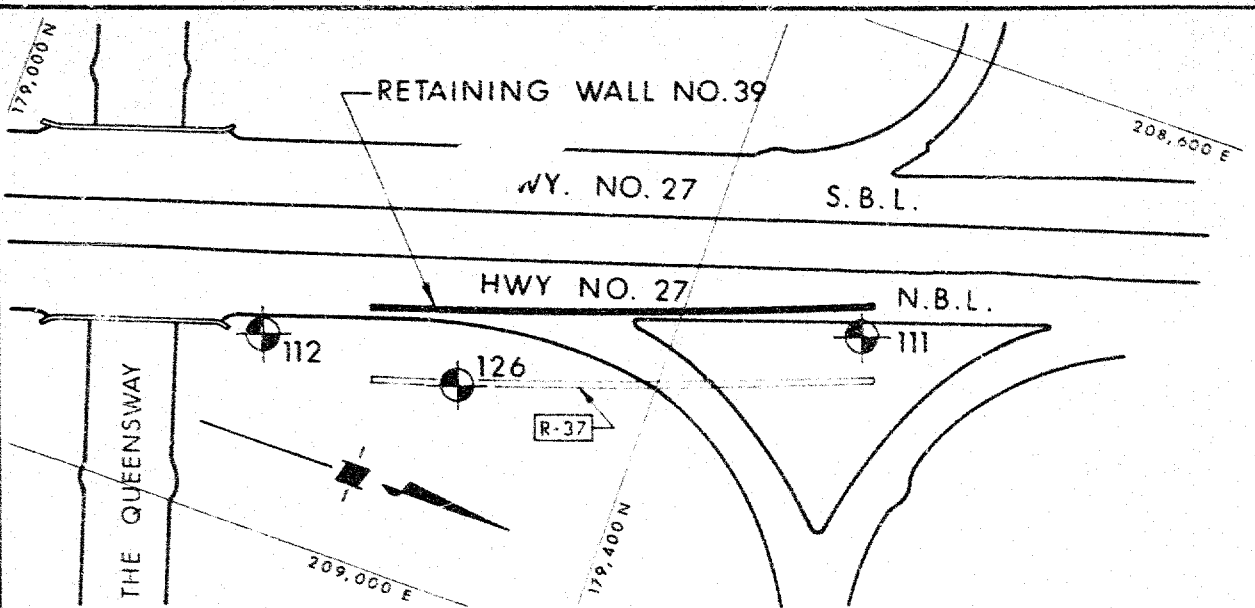 179,000 N
RETAINING WALL NO. 39
208,600 E
WY. NO. 27
S.B.L.
HWY NO. 27
N.B.L.
112
111
126
R-37
THE QUEENSWAY
179,400 N
209,000 E